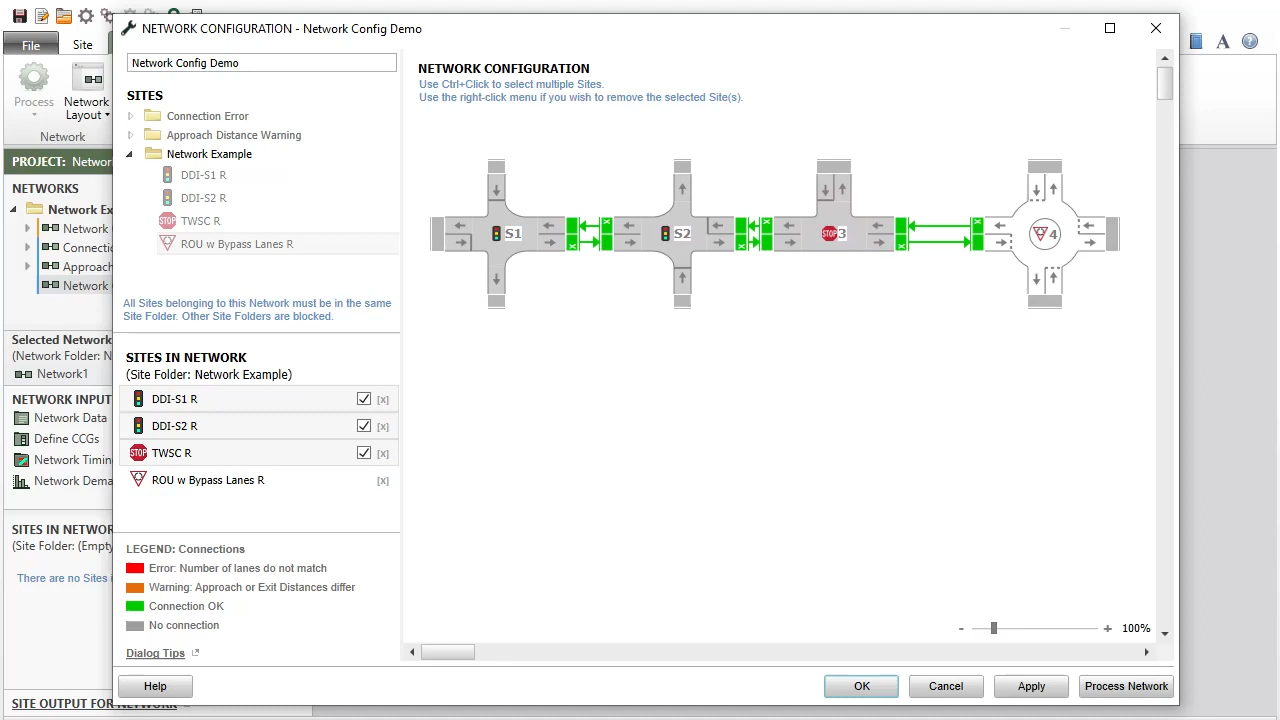 NETWORK CONFIGURATION - Network Config Demo
File
Site
Process
Network
Layout
Network
PROJECT: Networ
NETWORKS
Network Ex
Network
Connectio
Approach
Network
Selected Network
(Network Folder: N
Network1
NETWORK INPUT
Network Data
Define CCGs
Network Timin
Network Dema
SITES IN NETWOR
(Site Folder: (Empty
There are no Sites i
SITE OUTPUT FOR NETWORK
Network Config Demo
SITES
Connection Error
Approach Distance Warning
Network Example
DDI-S1 R
DDI-S2 R
STOP
TWSC R
ROU w Bypass Lanes R
All Sites belonging to this Network must be in the same
Site Folder. Other Site Folders are blocked.
SITES IN NETWORK
(Site Folder: Network Example)
DDI-S1 R
[X]
DDI-S2 R
[X]
STOP
TWSC R
[X]
ROU w Bypass Lanes R
[X]
LEGEND: Connections
Error: Number of lanes do not match
Warning: Approach or Exit Distances differ
Connection OK
No connection
Dialog Tips
NETWORK CONFIGURATION
Use Ctrl+Click to select multiple Sites.
Use the right-click menu if you wish to remove the selected Site(s).
S1
S2
STOP
3
4
- + 100%
Help
OK
Cancel
Apply
Process Network